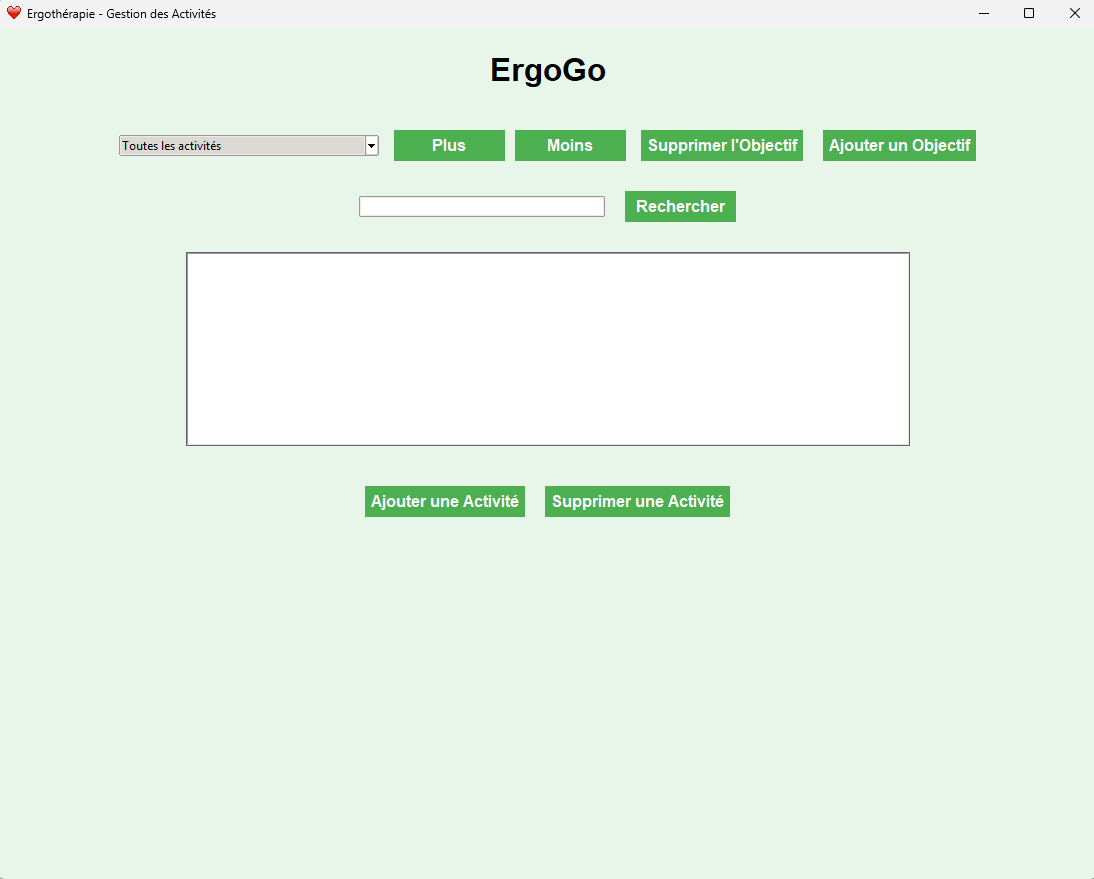 Ergothérapie - Gestion des Activités
ErgoGo
Toutes les activités
Plus
Moins
Supprimer l'Objectif
Ajouter un Objectif
Rechercher
Ajouter une Activité
Supprimer une Activité